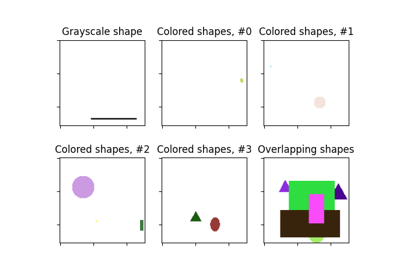 Grayscale shape
Colored shapes, #0
Colored shapes, #1
Colored shapes, #2
Colored shapes, #3
Overlapping shapes